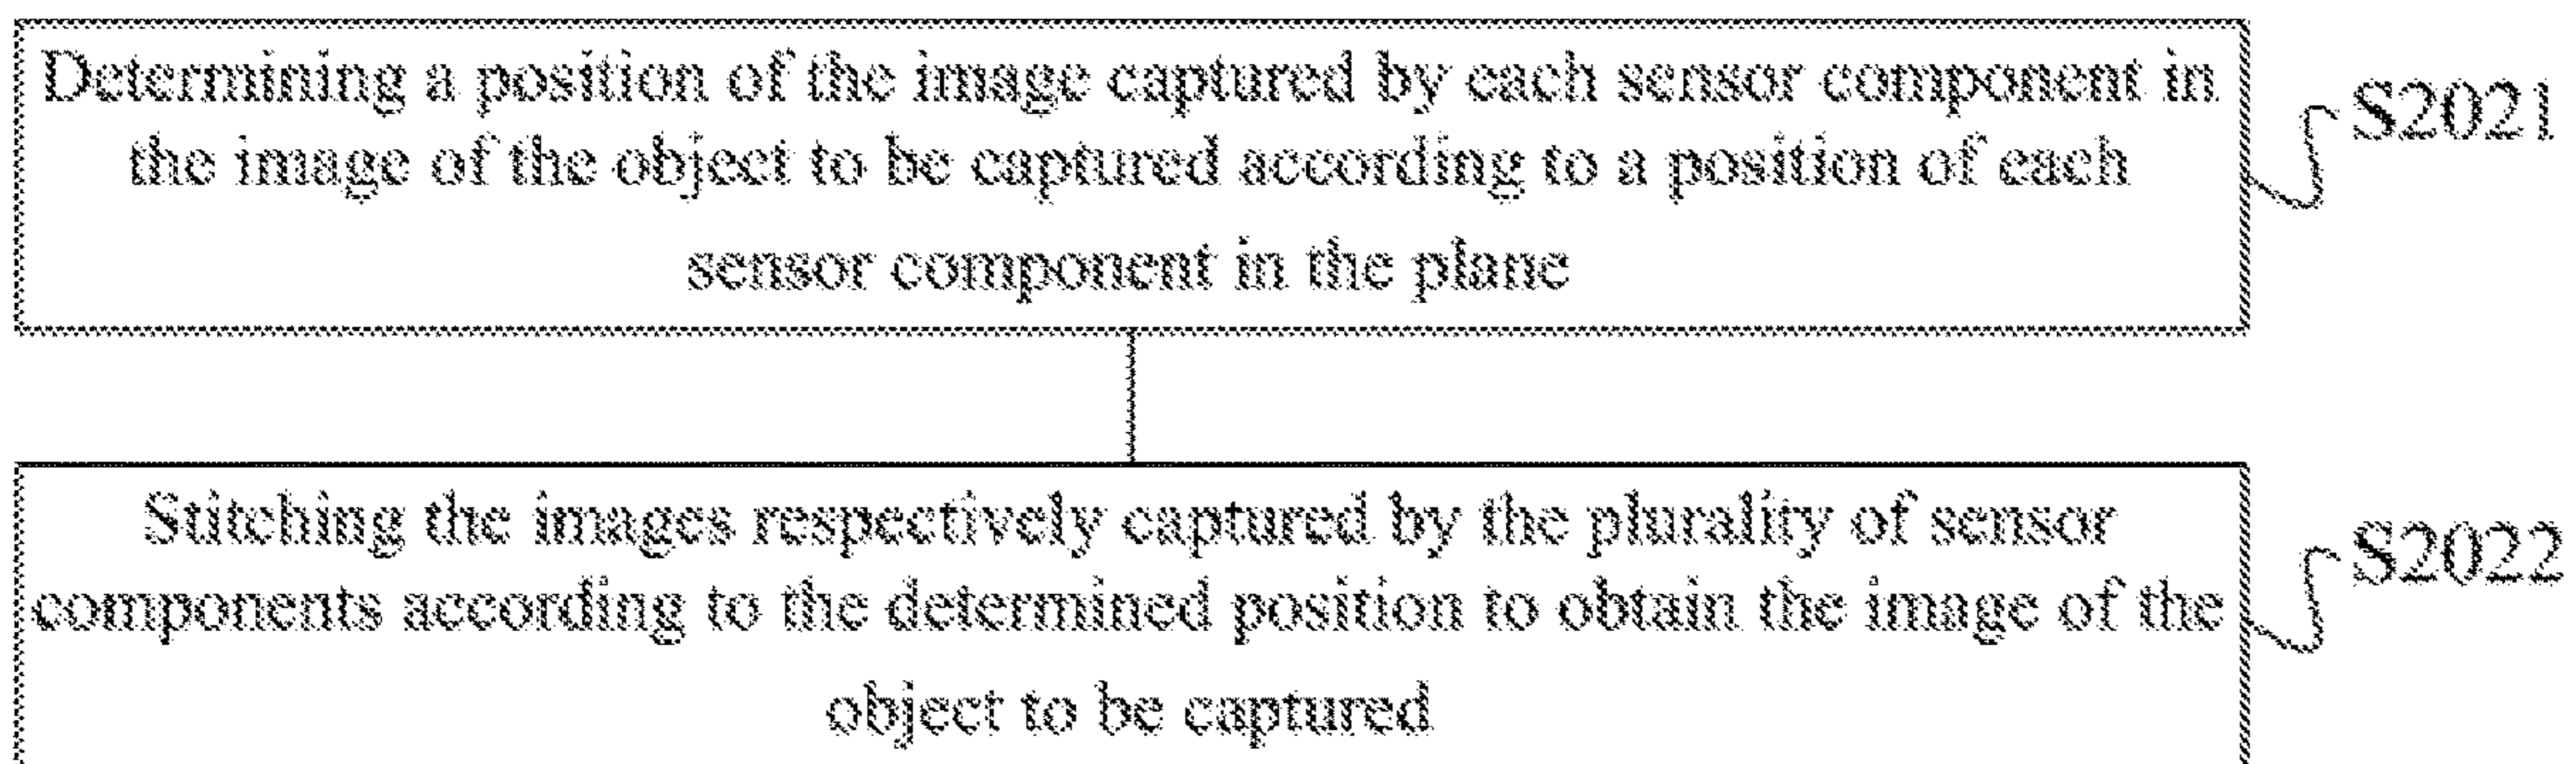 Determining a position of the image captured by each sensor component in
the image of the object to be captured according to a position of each
sensor component in the plane
S2021
Stitching the images respectively captured by the plurality of sensor
components according to the determined position to obtain the image of the
object to be captured
S2022